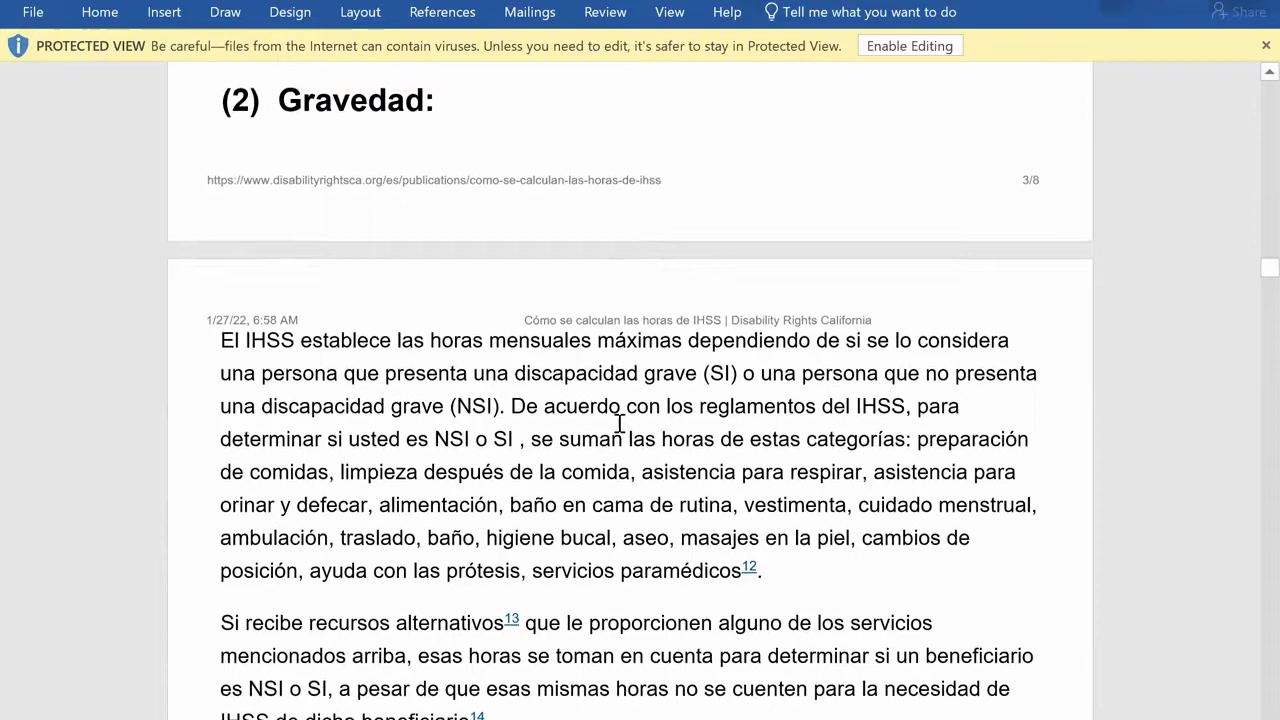 File Home Insert Draw Design Layout References Mailings Review View Help Tell me what you want to do Share
PROTECTED VIEW Be careful—files from the Internet can contain viruses. Unless you need to edit, it's safer to stay in Protected View. Enable Editing
(2) Gravedad:
https://www.disabilityrightsca.org/es/publications/como-se-calculan-las-horas-de-ihss 3/8
1/27/22, 6:58 AM Cómo se calculan las horas de IHSS | Disability Rights California
El IHSS establece las horas mensuales máximas dependiendo de si se lo considera
una persona que presenta una discapacidad grave (SI) o una persona que no presenta
una discapacidad grave (NSI). De acuerdo con los reglamentos del IHSS, para
determinar si usted es NSI o SI , se suman las horas de estas categorías: preparación
de comidas, limpieza después de la comida, asistencia para respirar, asistencia para
orinar y defecar, alimentación, baño en cama de rutina, vestimenta, cuidado menstrual,
ambulación, traslado, baño, higiene bucal, aseo, masajes en la piel, cambios de
posición, ayuda con las prótesis, servicios paramédicos12.
Si recibe recursos alternativos13 que le proporcionen alguno de los servicios
mencionados arriba, esas horas se toman en cuenta para determinar si un beneficiario
es NSI o SI, a pesar de que esas mismas horas no se cuenten para la necesidad de
IHSS de dicho beneficiario14